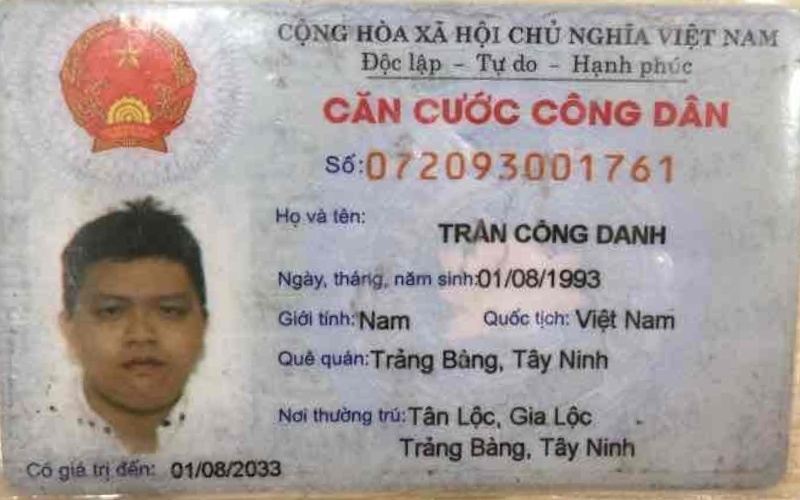 CỘNG HÒA XÃ HỘI CHỦ NGHĨA VIỆT NAM
Độc lập - Tự do - Hạnh phúc
CĂN CƯỚC CÔNG DÂN
Số: 072093001761
Họ và tên:
TRẦN CÔNG DANH
Ngày, tháng, năm sinh: 01/08/1993
Giới tính: Nam Quốc tịch: Việt Nam
Quê quán: Trảng Bàng, Tây Ninh
Nơi thường trú: Tân Lộc, Gia Lộc
Trảng Bàng, Tây Ninh
Có giá trị đến: 01/08/2033